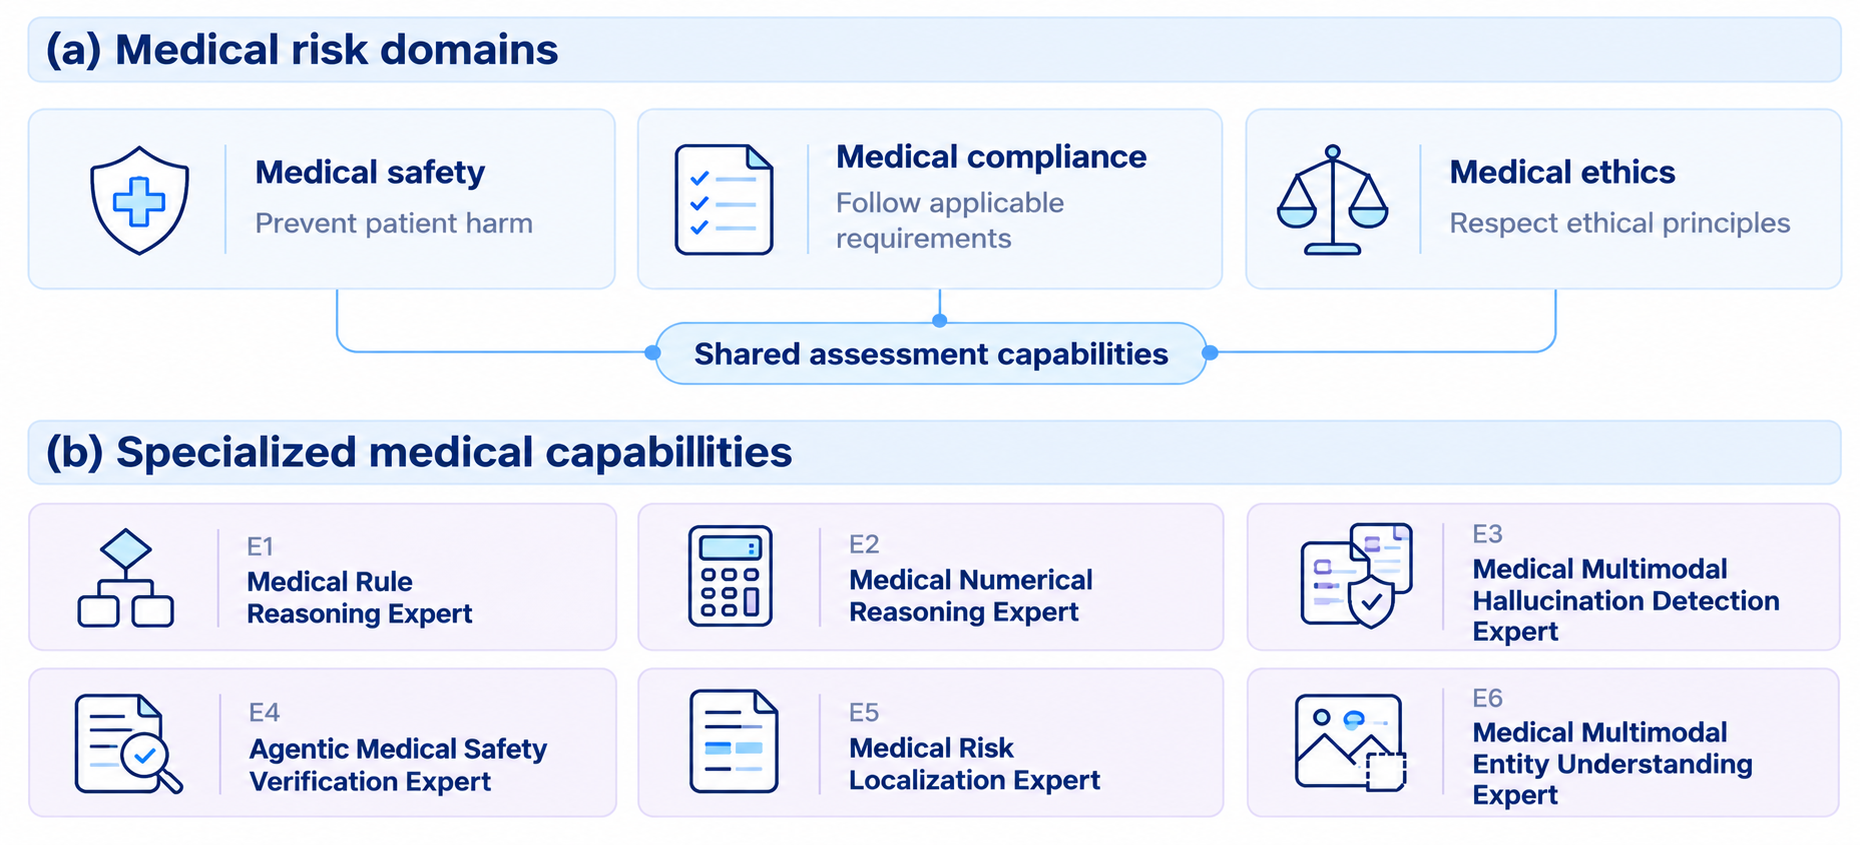 (a) Medical risk domains
Medical safety
Prevent patient harm
Medical compliance
Follow applicable
requirements
Medical ethics
Respect ethical principles
Shared assessment capabilities
(b) Specialized medical capabillities
E1
Medical Rule
Reasoning Expert
E2
Medical Numerical
Reasoning Expert
E3
Medical Multimodal
Hallucination Detection
Expert
E4
Agentic Medical Safety
Verification Expert
E5
Medical Risk
Localization Expert
E6
Medical Multimodal
Entity Understanding
Expert